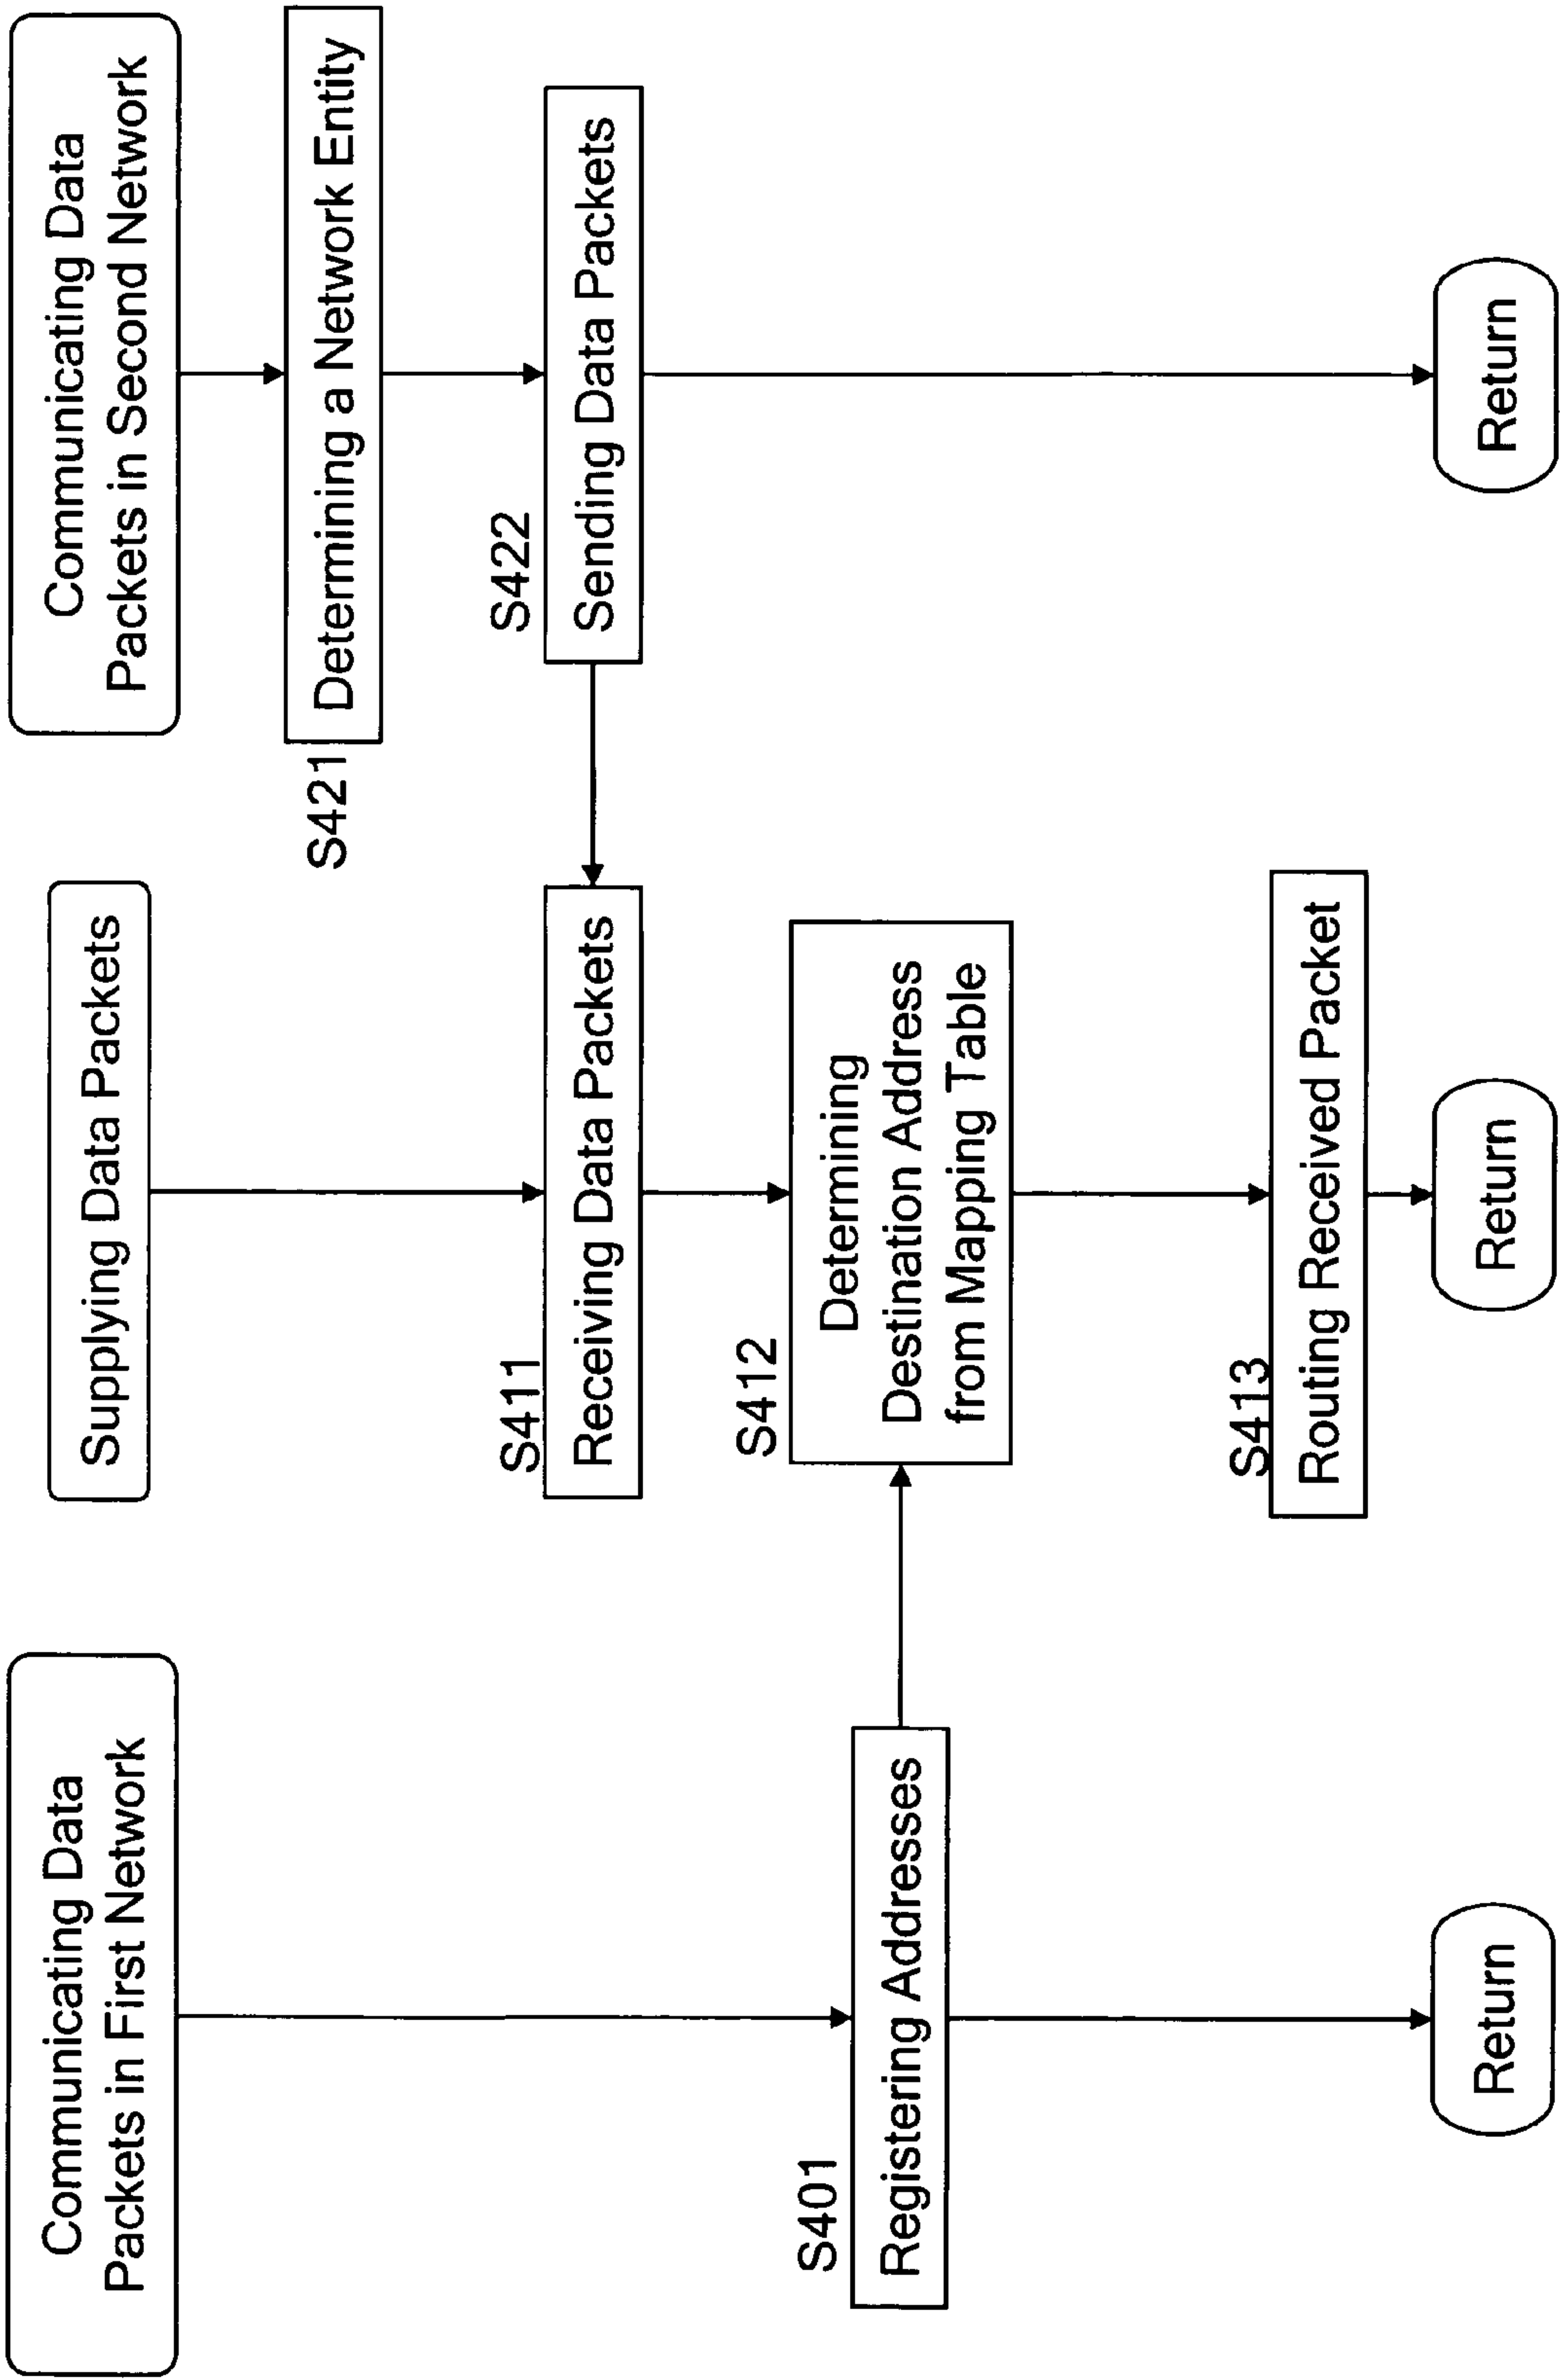 Communicating Data
Packets in First Network
S401
Registering Addresses
Return
Supplying Data Packets
S411
Receiving Data Packets
S412
Determining
Destination Address
from Mapping Table
S413
Routing Received Packet
Return
Communicating Data
Packets in Second Network
S421
Determining a Network Entity
S422
Sending Data Packets
Return